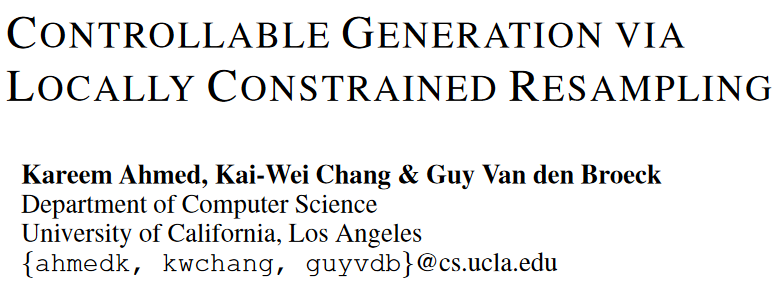 CONTROLLABLE GENERATION VIA
LOCALLY CONSTRAINED RESAMPLING
Kareem Ahmed, Kai-Wei Chang & Guy Van den Broeck
Department of Computer Science
University of California, Los Angeles
{ahmedk, kwchang, guyvdb}@cs.ucla.edu